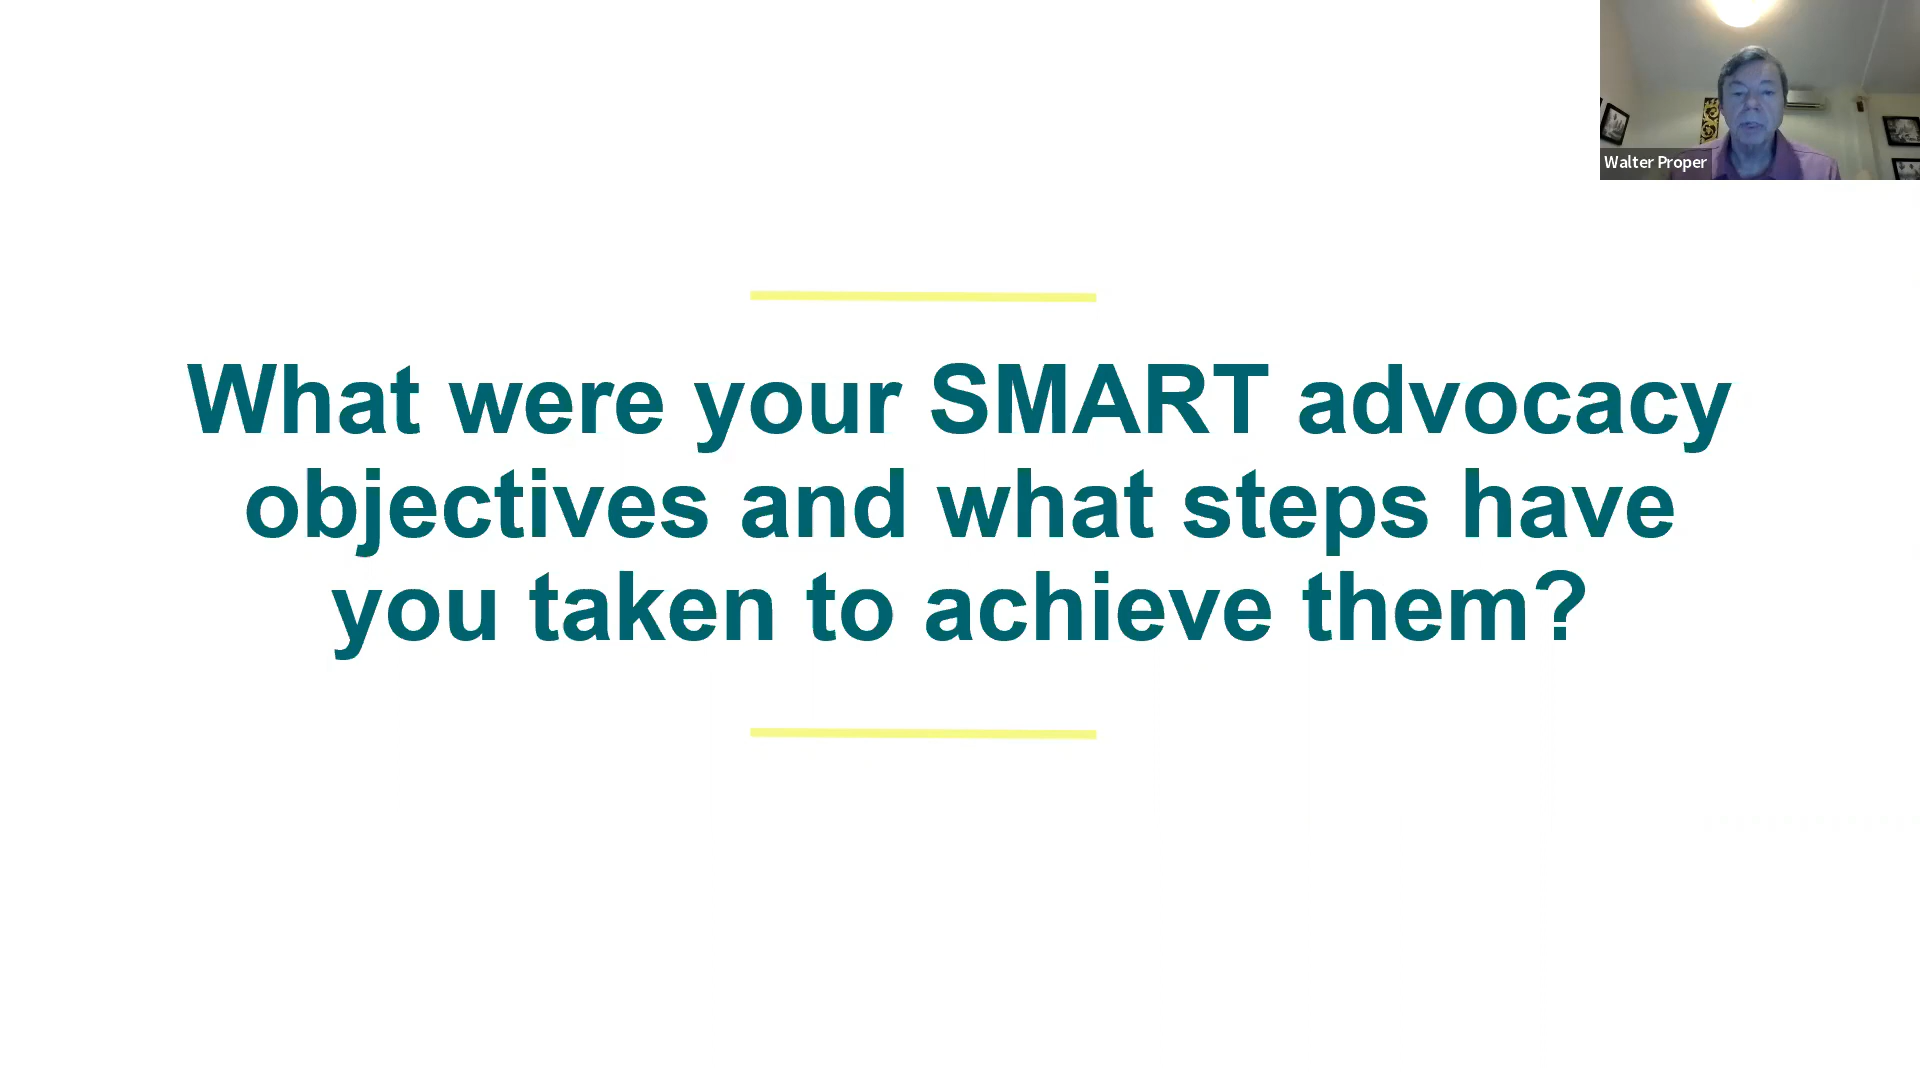 Walter Proper
What were your SMART advocacy
objectives and what steps have
you taken to achieve them?